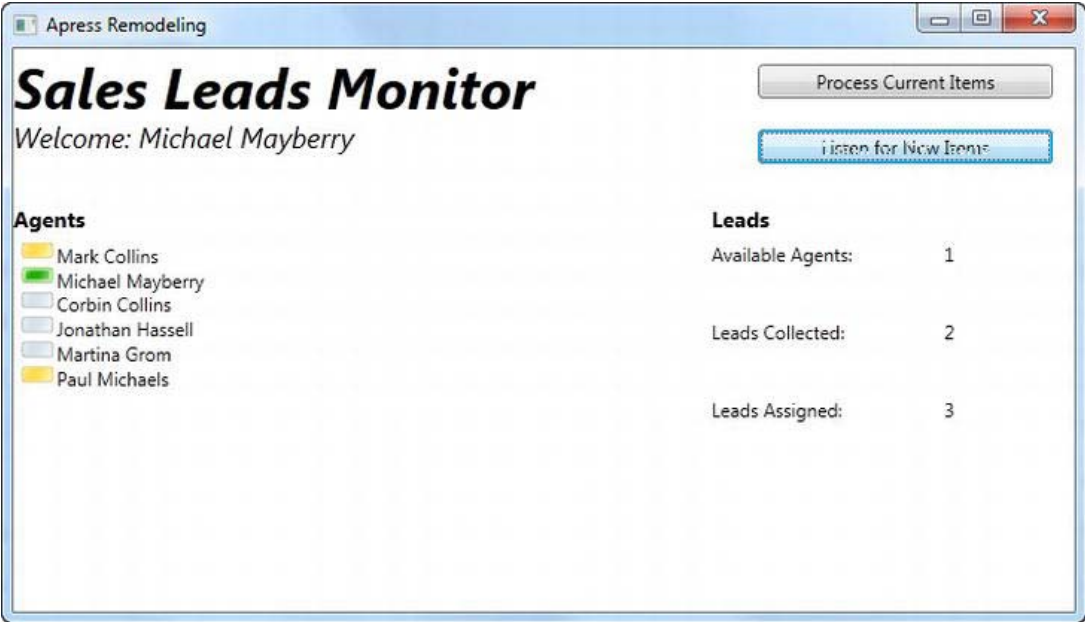 Apress Remodeling
Sales Leads Monitor
Welcome: Michael Mayberry
Process Current Items
Listen for New Items
Agents
Mark Collins
Michael Mayberry
Corbin Collins
Jonathan Hassell
Martina Grom
Paul Michaels
Leads
Available Agents: 1
Leads Collected: 2
Leads Assigned: 3